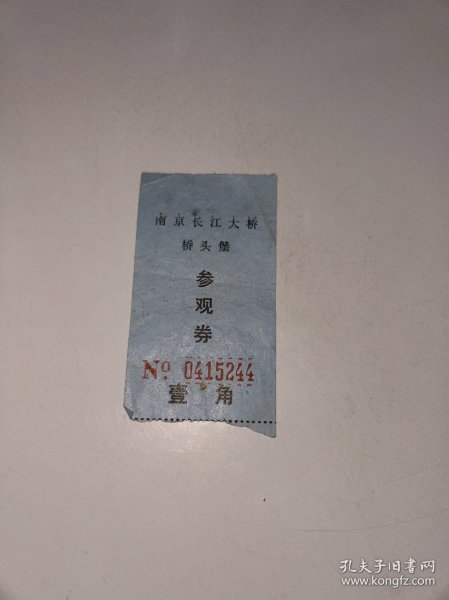 南京长江大桥
桥头堡
参
观
券
No 0415244
壹角
孔夫子旧书网
www.kongfz.com